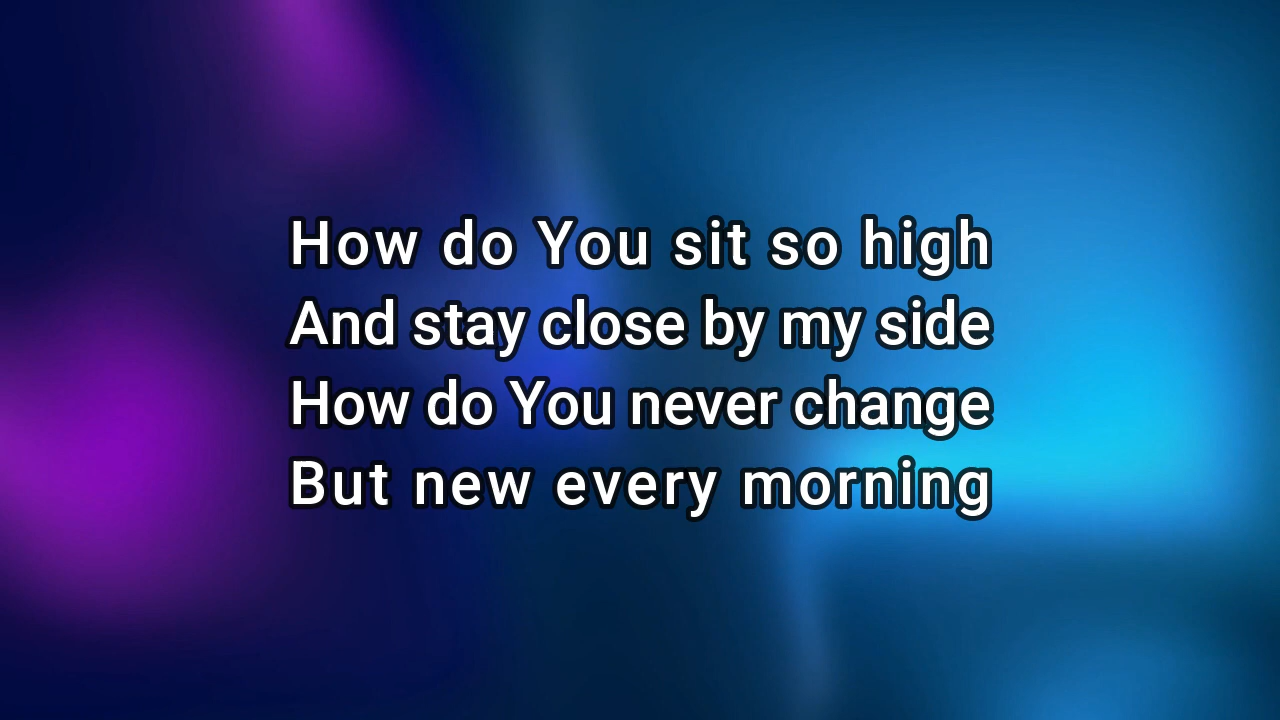 How do You sit so high
And stay close by my side
How do You never change
But new every morning